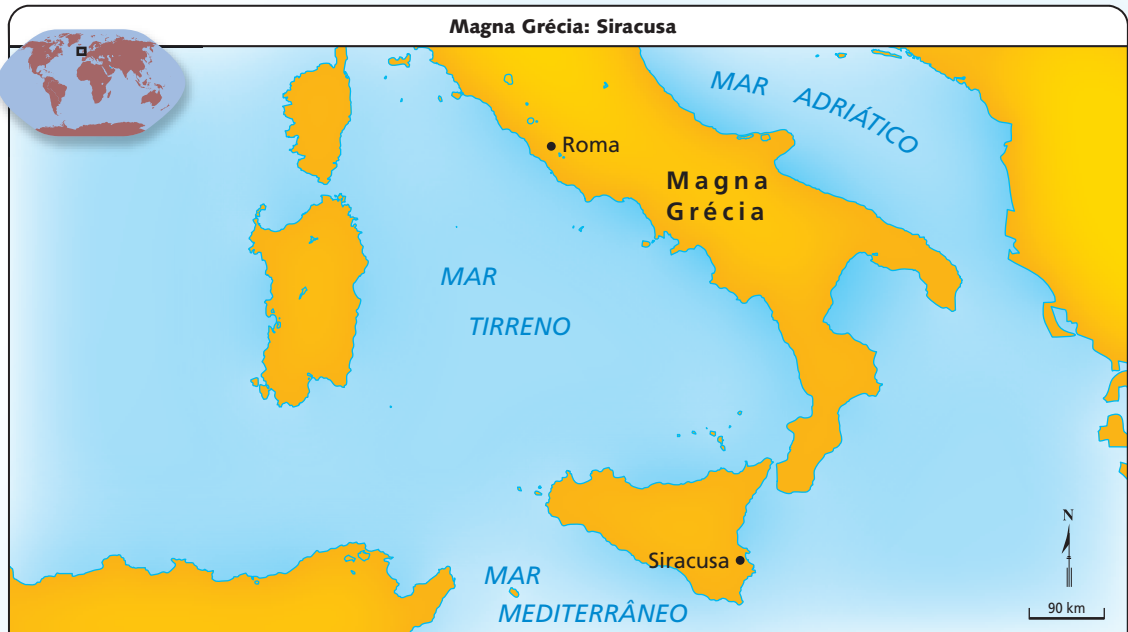 Magna Grécia: Siracusa
MAR ADRIÁTICO
Roma
Magna
Grécia
MAR
TIRRENO
Siracusa
MAR
MEDITERRÂNEO
N
90 km